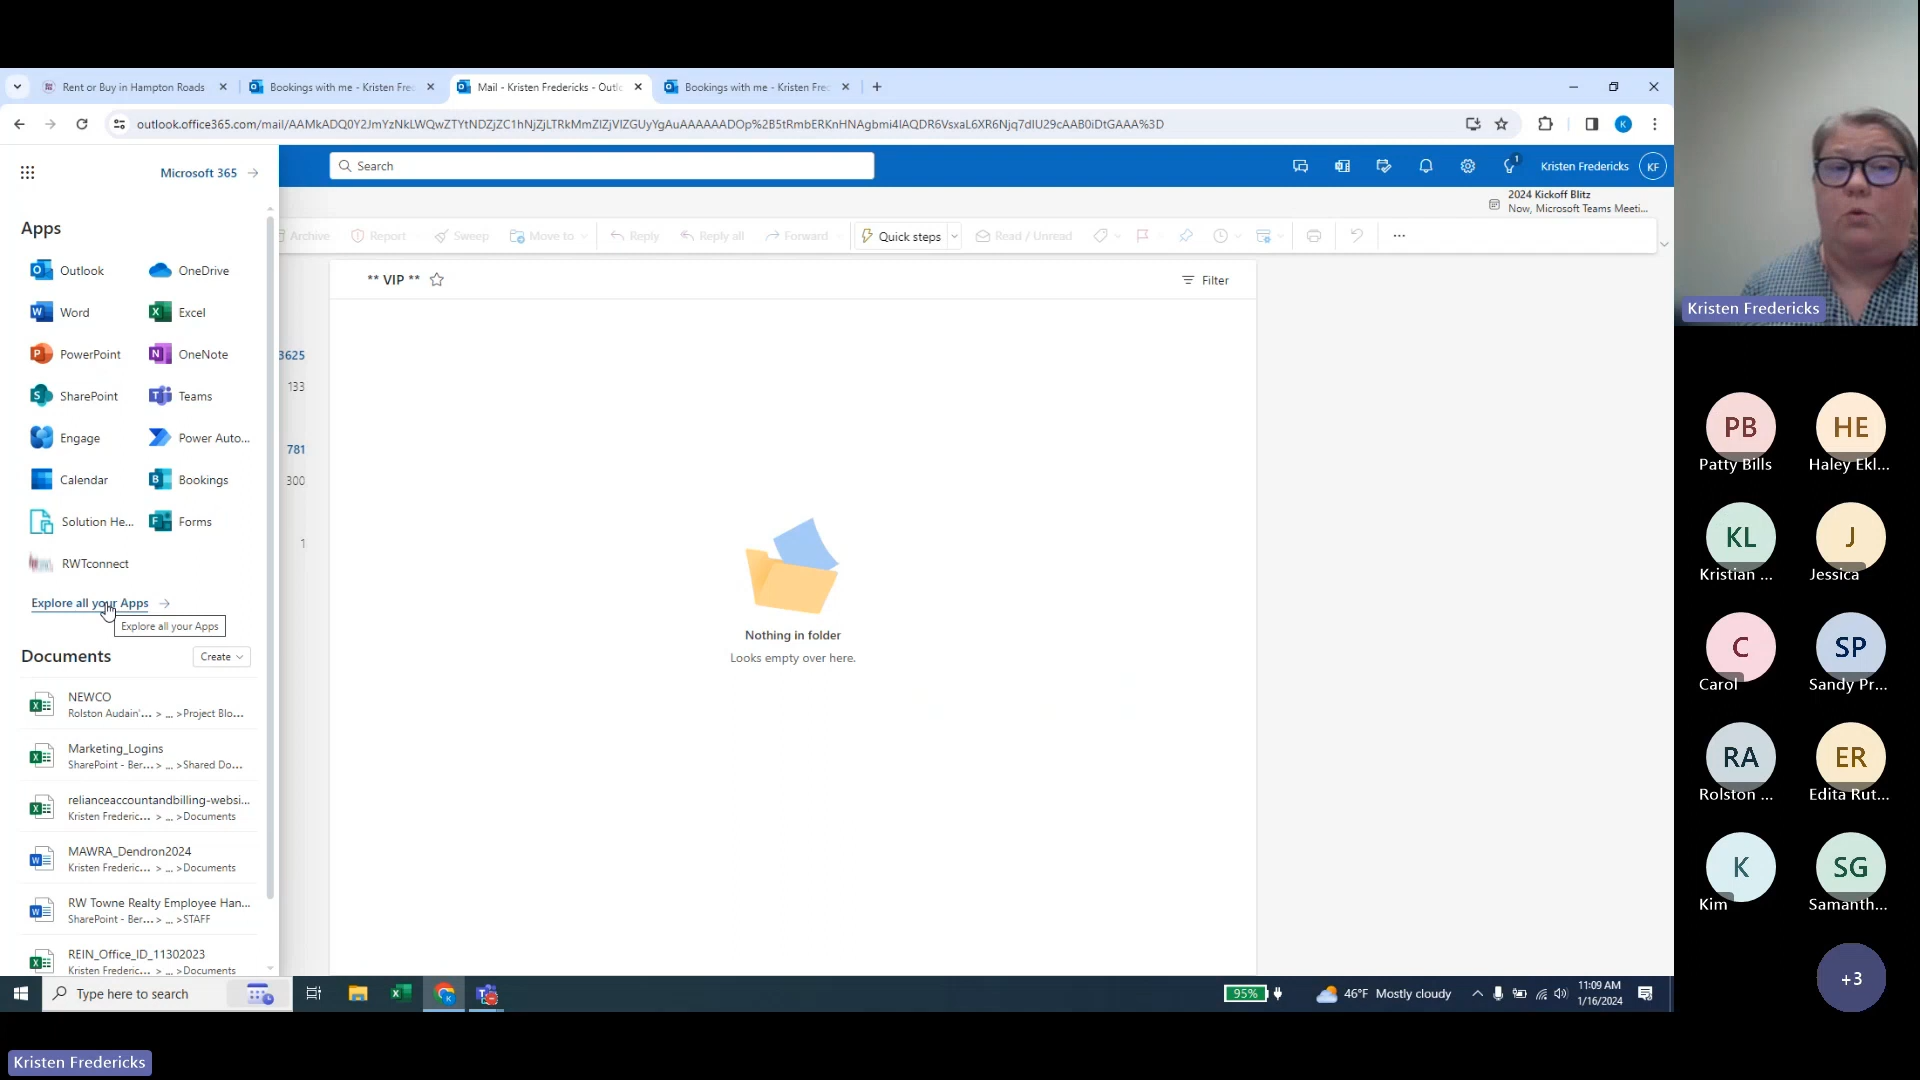 Rent or Buy in Hampton Roads
Bookings with me - Kristen Fre
Mail - Kristen Fredericks - Outlo
Bookings with me - Kristen Fre
outlook.office365.com/mail/AAMkADQ0Y2JmYzNkLWQwZTYtNDZjZC1hNjZjLTRkMmZlZjVlZGUyYgAuAAAAAADOp%2B5tRmbERKnHNAgbmi4IAQDR6VsxaL6XR6Njq7dIU29cAAB0iDtGAAA%3D
K
Microsoft 365
Search
1
Kristen Fredericks
KF
2024 Kickoff Blitz
Now, Microsoft Teams Meeti...
Archive
Report
Sweep
Move to
Reply
Reply all
Forward
Quick steps
Read / Unread
Apps
Outlook
OneDrive
Word
Excel
PowerPoint
OneNote
SharePoint
Teams
Engage
Power Auto...
Calendar
Bookings
Solution He...
Forms
RWTconnect
Explore all your Apps
Explore all your Apps
3625
133
781
300
1
** VIP **
Filter
Nothing in folder
Looks empty over here.
Documents
Create
NEWCO
Rolston Audain'... > ... >Project Blo...
Marketing_Logins
SharePoint - Ber... > ... >Shared Do...
relianceaccountandbilling-websi...
Kristen Frederic... > ... >Documents
MAWRA_Dendron2024
Kristen Frederic... > ... >Documents
RW Towne Realty Employee Han...
SharePoint - Ber... > ... >STAFF
REIN_Office_ID_11302023
Kristen Frederic... > ... >Documents
Type here to search
95%
46°F Mostly cloudy
11:09 AM
1/16/2024
Kristen Fredericks
PB
Patty Bills
HE
Haley Ekl...
KL
Kristian ...
J
Jessica
C
Carol
SP
Sandy Pr...
RA
Rolston ...
ER
Edita Rut...
K
Kim
SG
Samanth...
+3
Kristen Fredericks